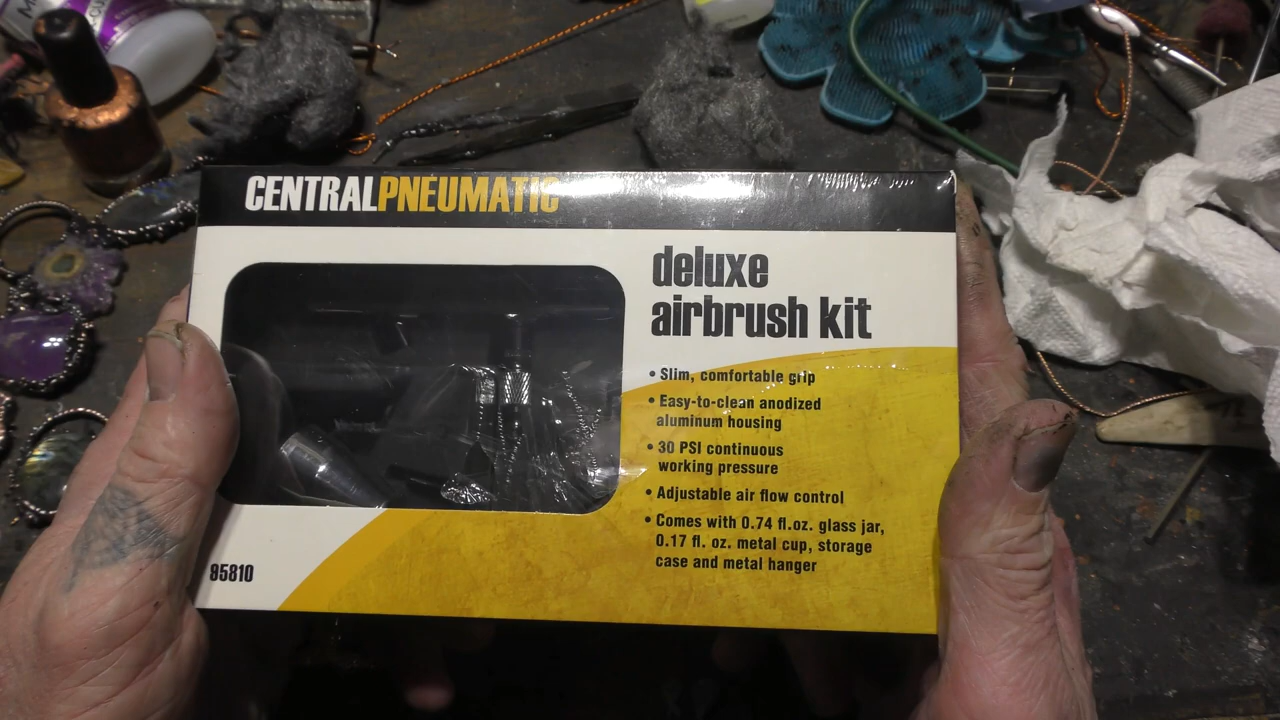 CENTRALPNEUMATIC
deluxe
airbrush kit
• Slim, comfortable grip
• Easy-to-clean anodized
aluminum housing
• 30 PSI continuous
working pressure
• Adjustable air flow control
• Comes with 0.74 fl.oz. glass jar,
0.17 fl. oz. metal cup, storage
case and metal hanger
95810